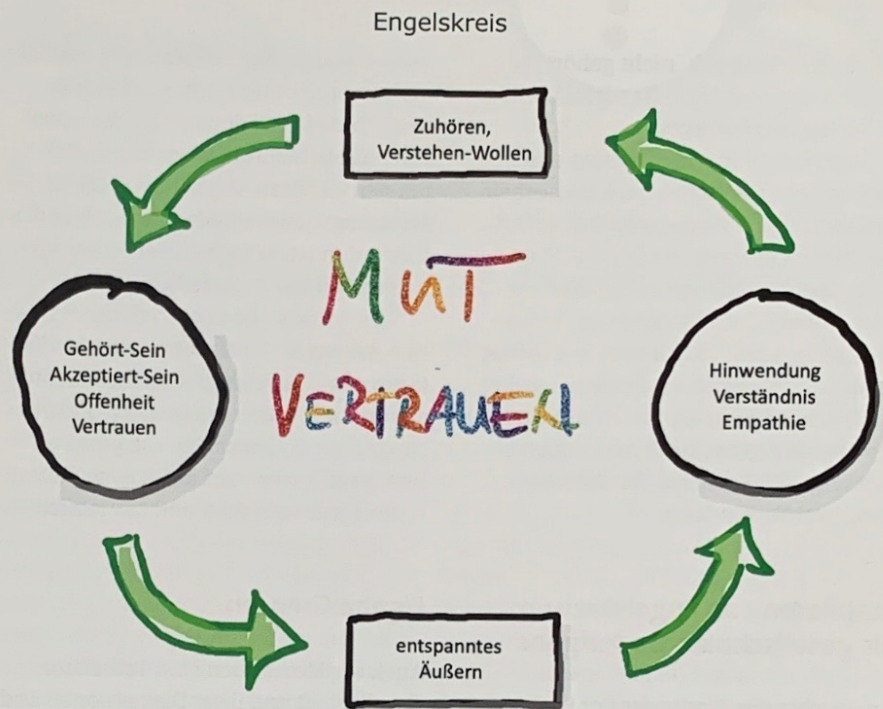 Engelskreis
Zuhören,
Verstehen-Wollen
MUT
VERTRAUEN
Gehört-Sein
Akzeptiert-Sein
Offenheit
Vertrauen
Hinwendung
Verständnis
Empathie
entspanntes
Äußern